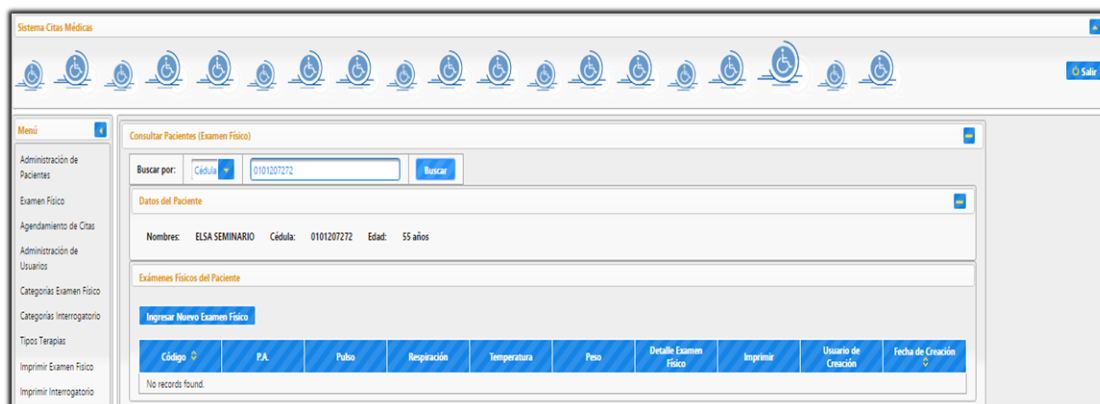 Sistema Citas Médicas
Salir
Menú
Administración de
Pacientes
Examen Físico
Agendamiento de Citas
Administración de
Usuarios
Categorías Examen Físico
Categorías Interrogatorio
Tipos Terapias
Imprimir Examen Físico
Imprimir Interrogatorio
Consultar Pacientes (Examen Físico)
Buscar por: Cédula 0101207272 Buscar
Datos del Paciente
Nombres: ELSA SEMINARIO Cédula: 0101207272 Edad: 55 años
Exámenes Físicos del Paciente
Ingresar Nuevo Examen Físico
Código P.A. Pulso Respiración Temperatura Peso Detalle Examen Físico Imprimir Usuario de Creación Fecha de Creación
No records found.